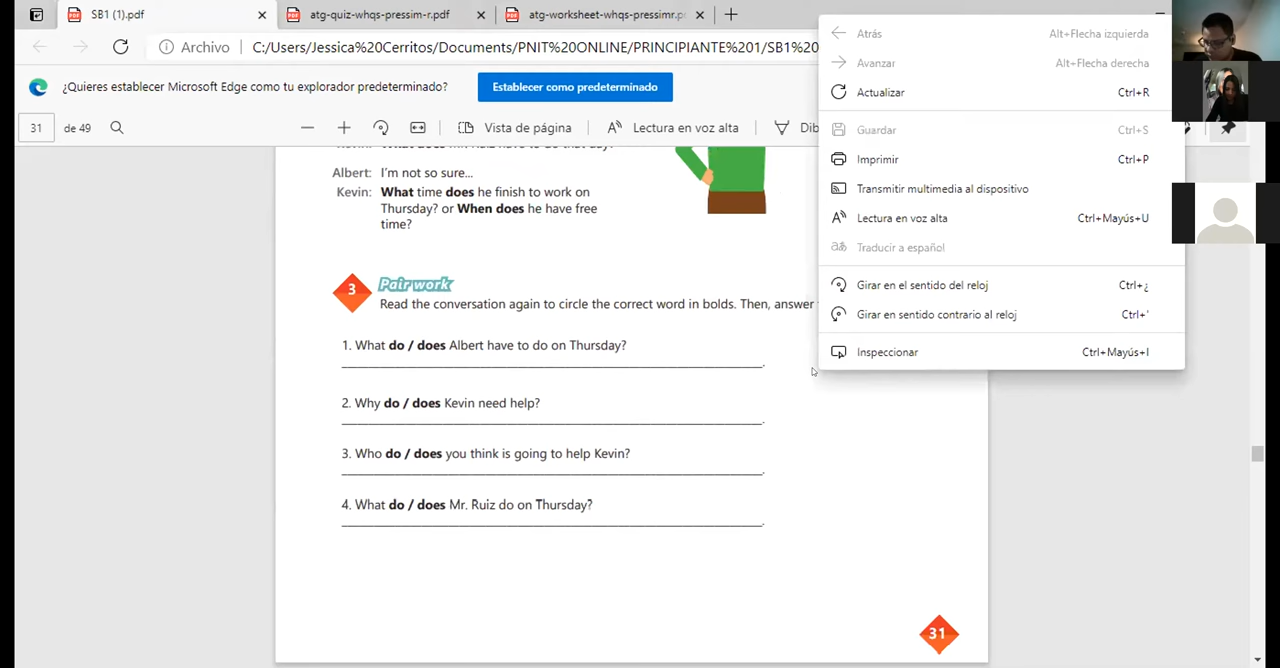 SB1 (1).pdf
atg-quiz-whqs-pressim-r.pdf
atg-worksheet-whqs-pressimr.p
Archivo
C:/Users/Jessica%20Cerritos/Documents/PNIT%20ONLINE/PRINCIPIANTE%201/SB1%20
¿Quieres establecer Microsoft Edge como tu explorador predeterminado?
Establecer como predeterminado
31
de 49
Vista de página
Lectura en voz alta
Dib
Albert: I'm not so sure...
Kevin: What time does he finish to work on
Thursday? or When does he have free
time?
3
Pair work
Read the conversation again to circle the correct word in bolds. Then, answer
1. What do / does Albert have to do on Thursday?
2. Why do / does Kevin need help?
3. Who do / does you think is going to help Kevin?
4. What do / does Mr. Ruiz do on Thursday?
31
Atrás Alt+Flecha izquierda
Avanzar Alt+Flecha derecha
Actualizar Ctrl+R
Guardar Ctrl+S
Imprimir Ctrl+P
Transmitir multimedia al dispositivo
Lectura en voz alta Ctrl+Mayús+U
Traducir a español
Girar en el sentido del reloj Ctrl+¿
Girar en sentido contrario al reloj Ctrl+'
Inspeccionar Ctrl+Mayús+I